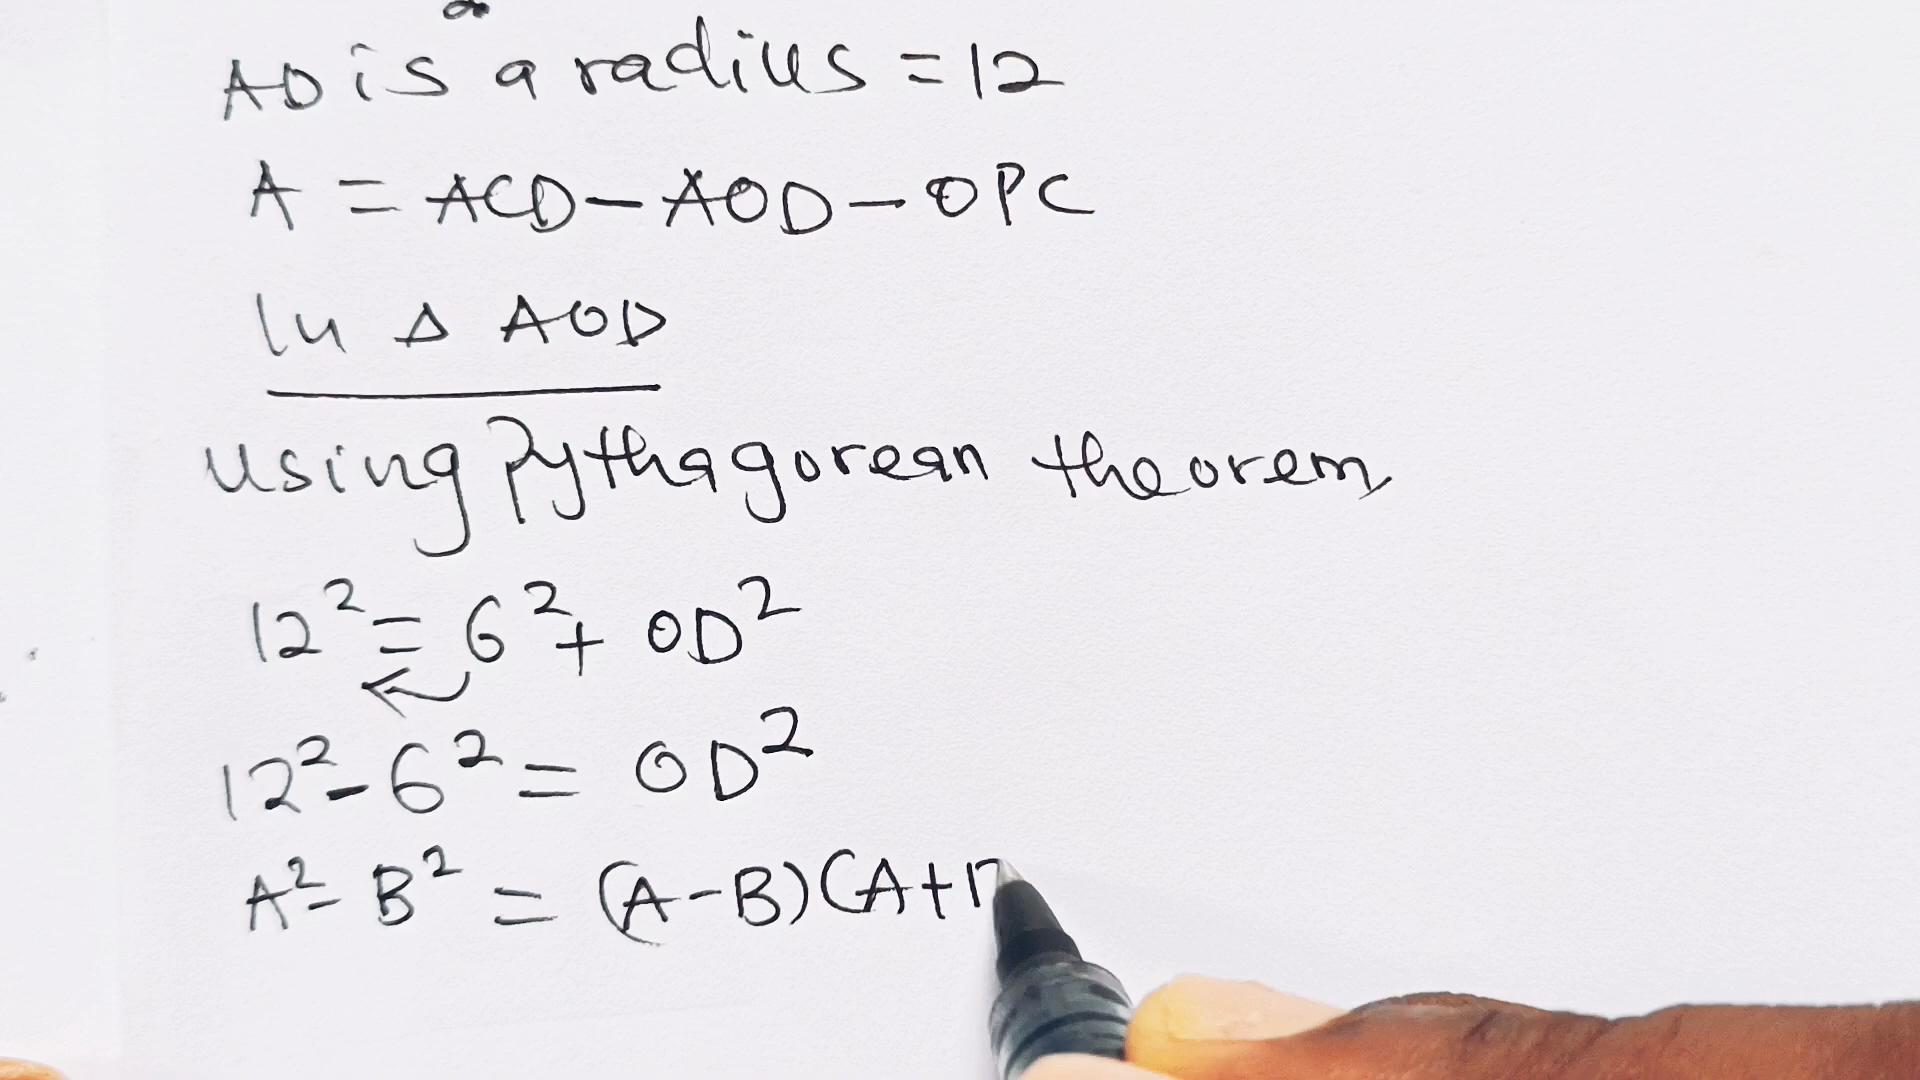 AD is a radius = 12
A = ACD - AOD - OPC
In Δ AOD
Using Pythagorean theorem,
12² = 6² + OD²
12² - 6² = OD²
A² - B² = (A - B)(A +